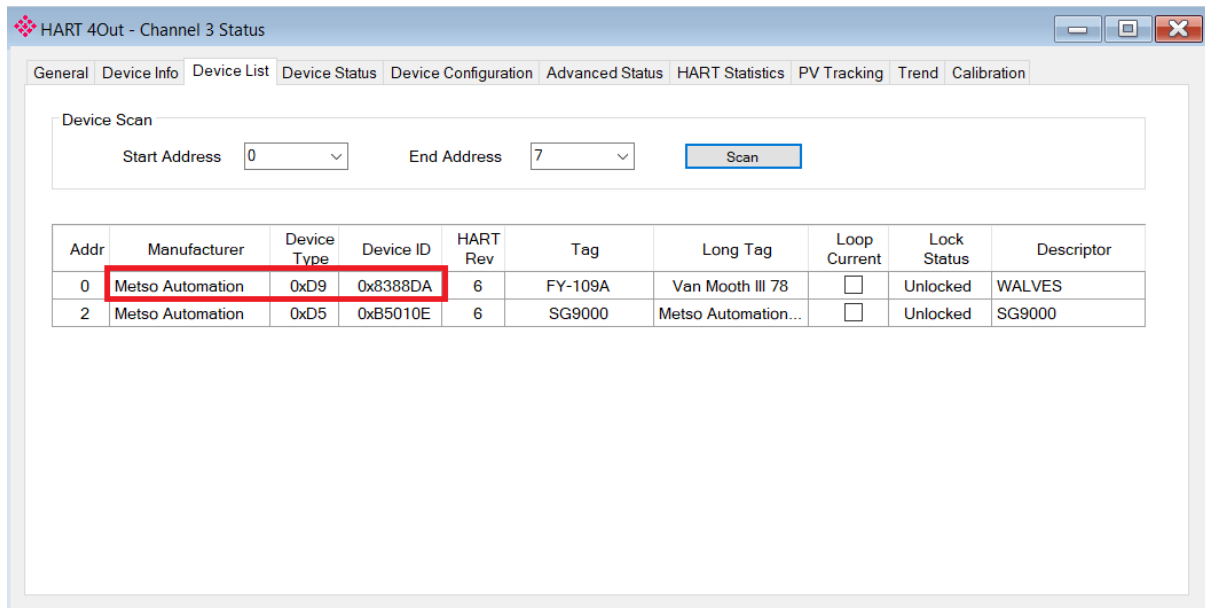 HART 4Out - Channel 3 Status
General Device Info Device List Device Status Device Configuration Advanced Status HART Statistics PV Tracking Trend Calibration
Device Scan
Start Address 0 End Address 7 Scan
Addr Manufacturer Device Type Device ID HART Rev Tag Long Tag Loop Current Lock Status Descriptor
0 Metso Automation 0xD9 0x8388DA 6 FY-109A Van Mooth III 78 Unlocked WALVES
2 Metso Automation 0xD5 0xB5010E 6 SG9000 Metso Automation... Unlocked SG9000